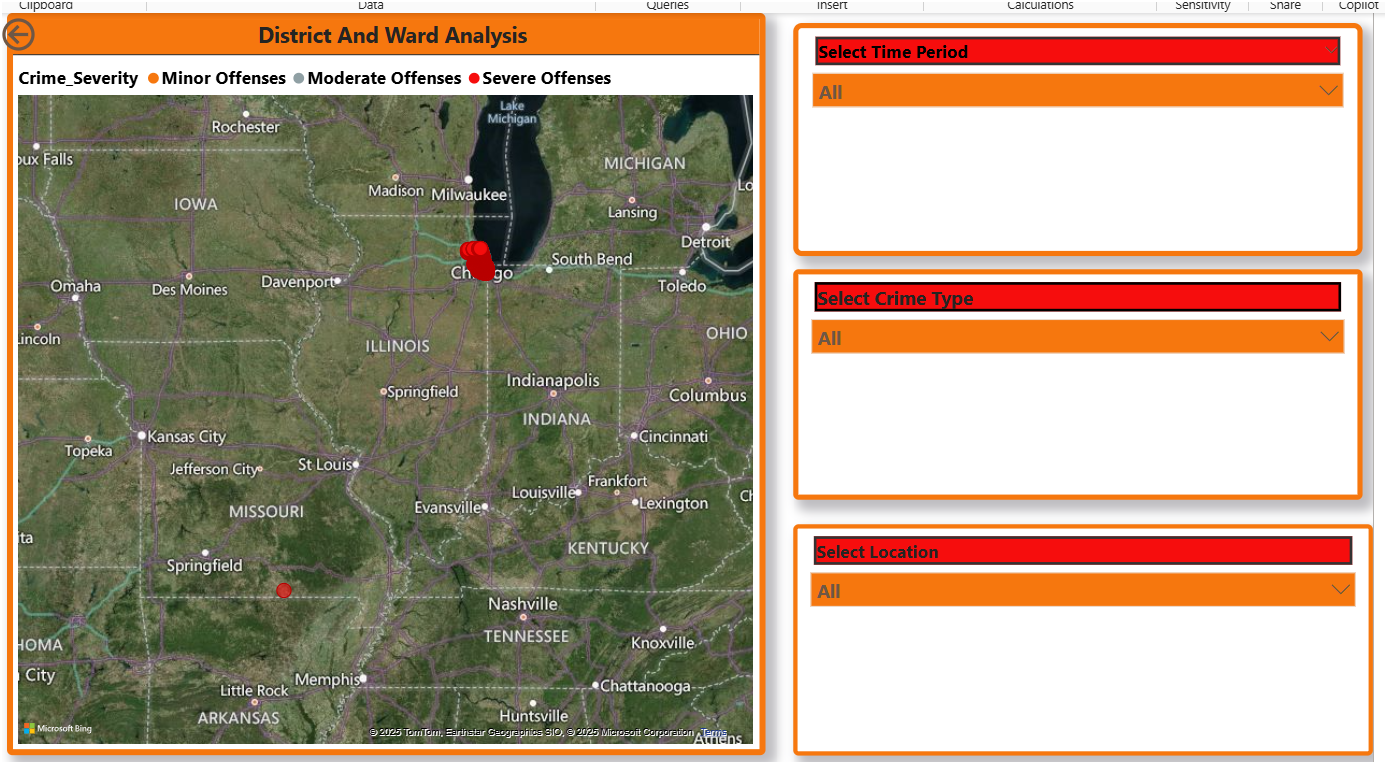 Clipboard Data Queries Insert Calculations Sensitivity Share Copilot
District And Ward Analysis
Crime_Severity Minor Offenses Moderate Offenses Severe Offenses
Lake
Michigan
Rochester
oux Falls
MICHIGAN
Madison Milwaukee
Lo
IOWA
Lansing
Detroit
South Bend
Chicago
Omaha
Des Moines
Davenport
Toledo
Lincoln
OHIO
ILLINOIS
Indianapolis
Springfield
Columbus
INDIANA
Kansas City
Cincinnati
Topeka
Jefferson City
St Louis
Frankfort
Louisville
Lexington
Ch
Evansville
MISSOURI
ita
KENTUCKY
Springfield
Nashville
TENNESSEE
HOMA
Knoxville
City
Memphis
Chattanooga
Little Rock
ARKANSAS
Huntsville
Microsoft Bing
© 2025 TomTom, Earthstar Geographics SIO, © 2025 Microsoft Corporation Terms
Athens
Select Time Period
All
Select Crime Type
All
Select Location
All